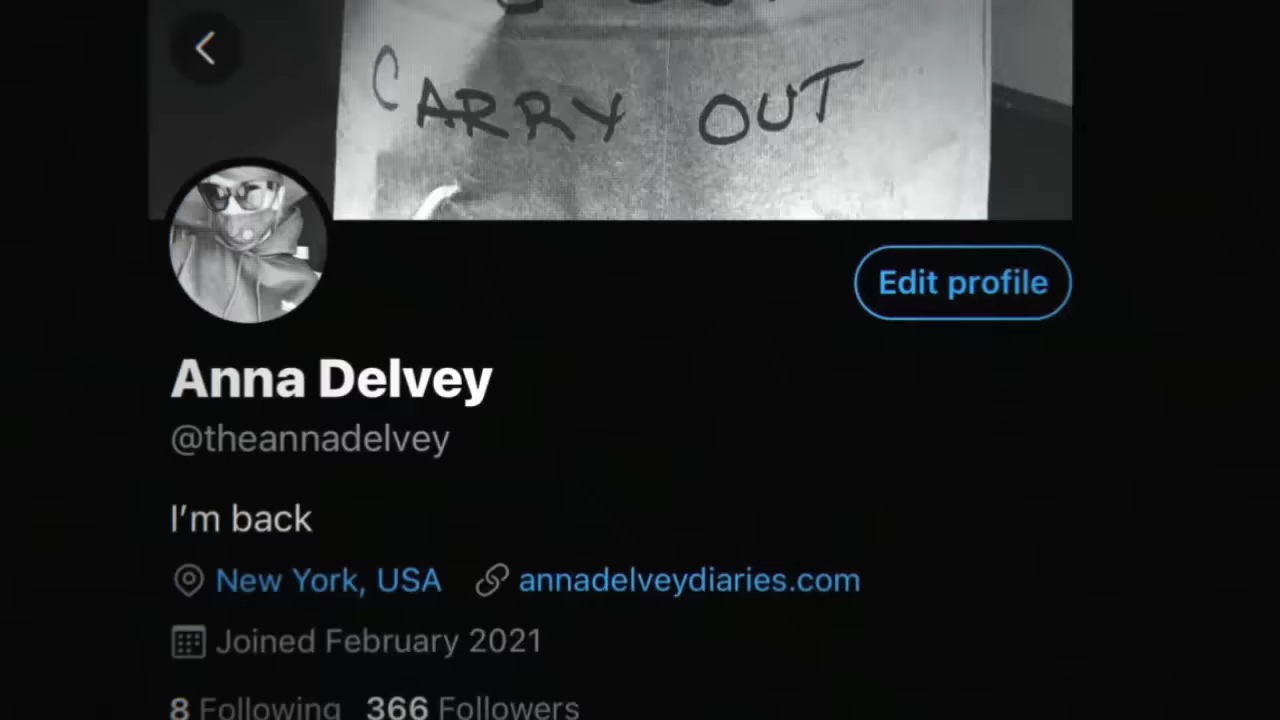 CARRY OUT
Edit profile
Anna Delvey
@theannadelvey
I'm back
New York, USA annadelveydiaries.com
Joined February 2021
8 Following 366 Followers